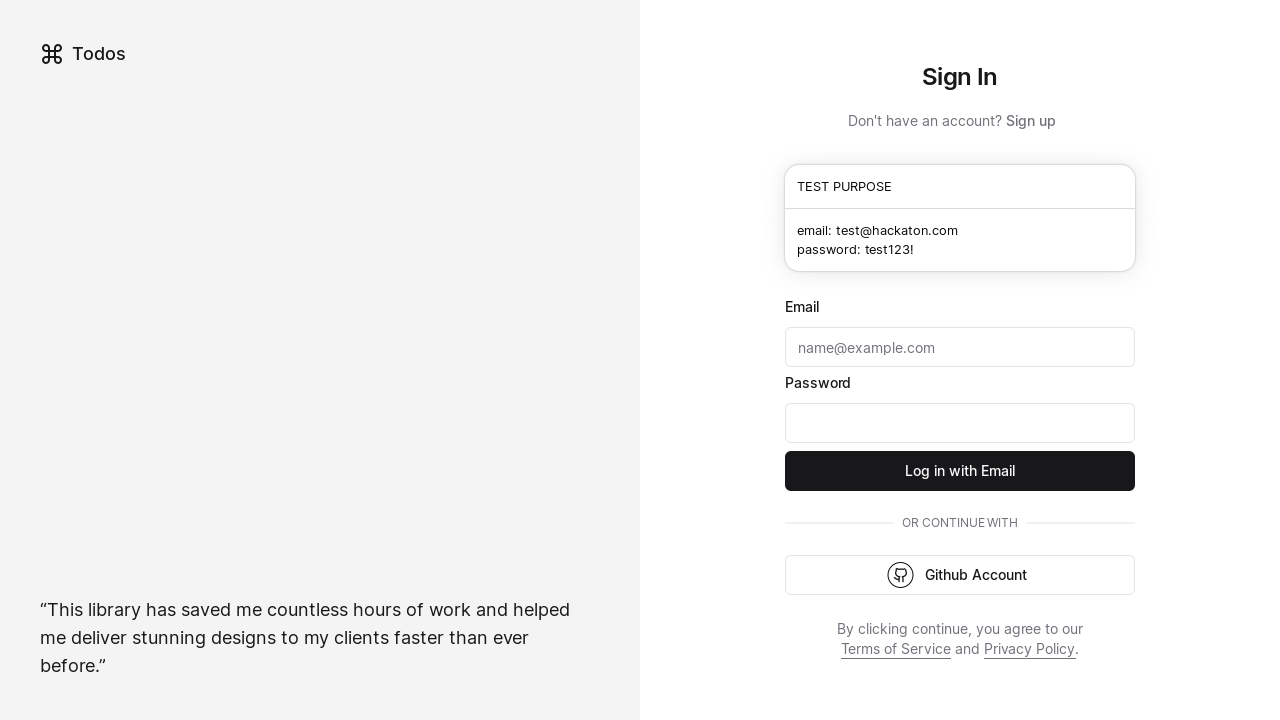 Todos
“This library has saved me countless hours of work and helped
me deliver stunning designs to my clients faster than ever
before.”
Sign In
Don't have an account? Sign up
TEST PURPOSE
email: test@hackaton.com
password: test123!
Email
name@example.com
Password
Log in with Email
OR CONTINUE WITH
Github Account
By clicking continue, you agree to our
Terms of Service and Privacy Policy.